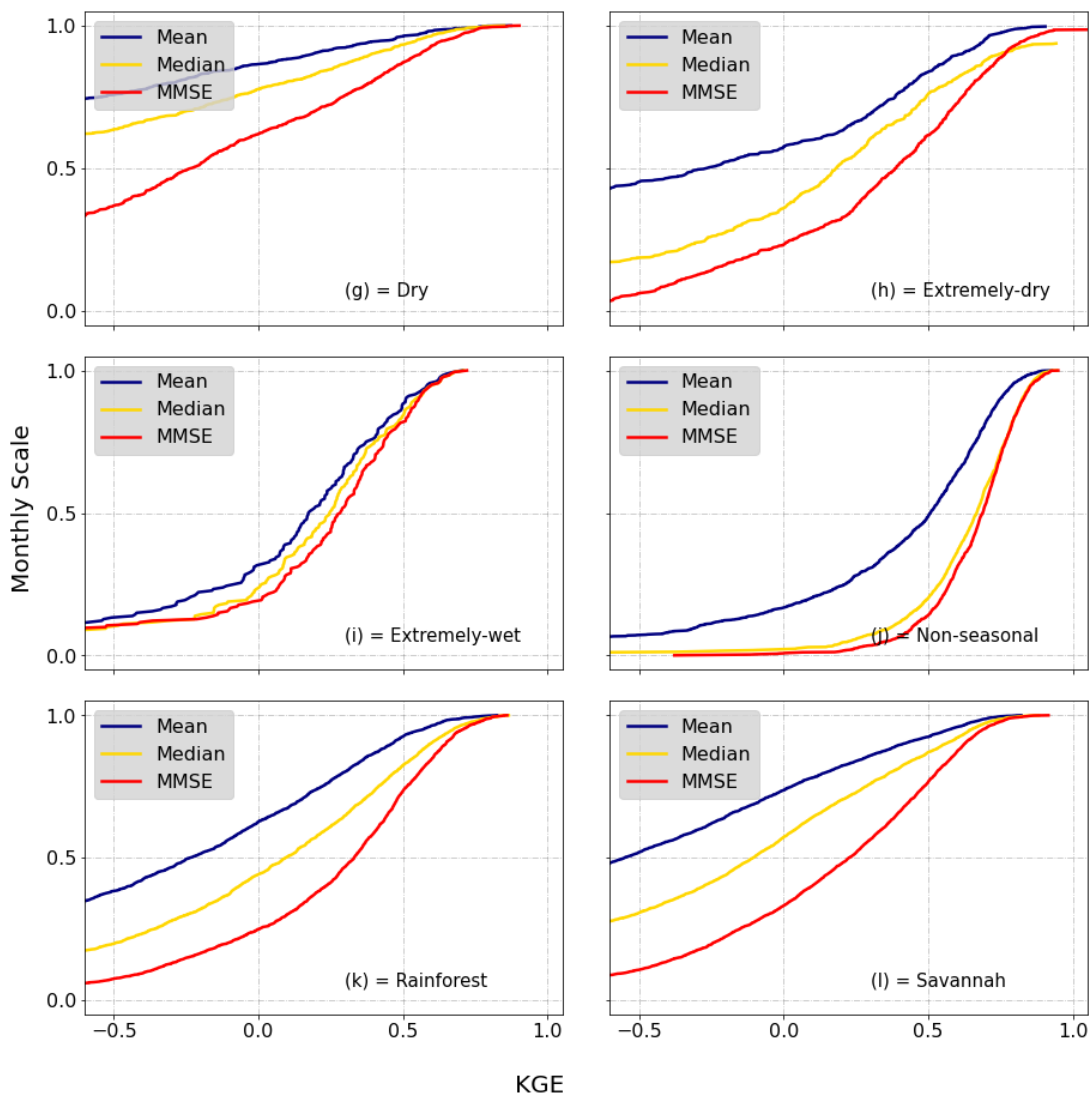 1.0
0.5
0.0
Mean
Median
MMSE
(g) = Dry
Mean
Median
MMSE
(h) = Extremely-dry
Monthly Scale
1.0
0.5
0.0
Mean
Median
MMSE
(i) = Extremely-wet
Mean
Median
MMSE
(j) = Non-seasonal
1.0
0.5
0.0
Mean
Median
MMSE
(k) = Rainforest
Mean
Median
MMSE
(l) = Savannah
−0.5 0.0 0.5 1.0
−0.5 0.0 0.5 1.0
KGE